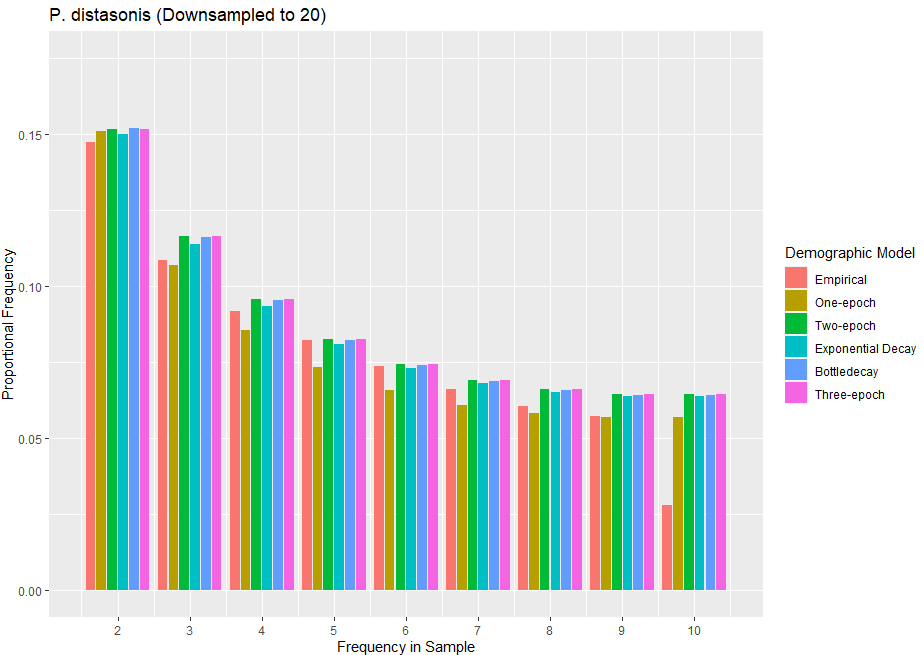 P. distasonis (Downsampled to 20)
Proportional Frequency
0.15
0.10
0.05
0.00
2 3 4 5 6 7 8 9 10
Frequency in Sample
Demographic Model
Empirical
One-epoch
Two-epoch
Exponential Decay
Bottledecay
Three-epoch